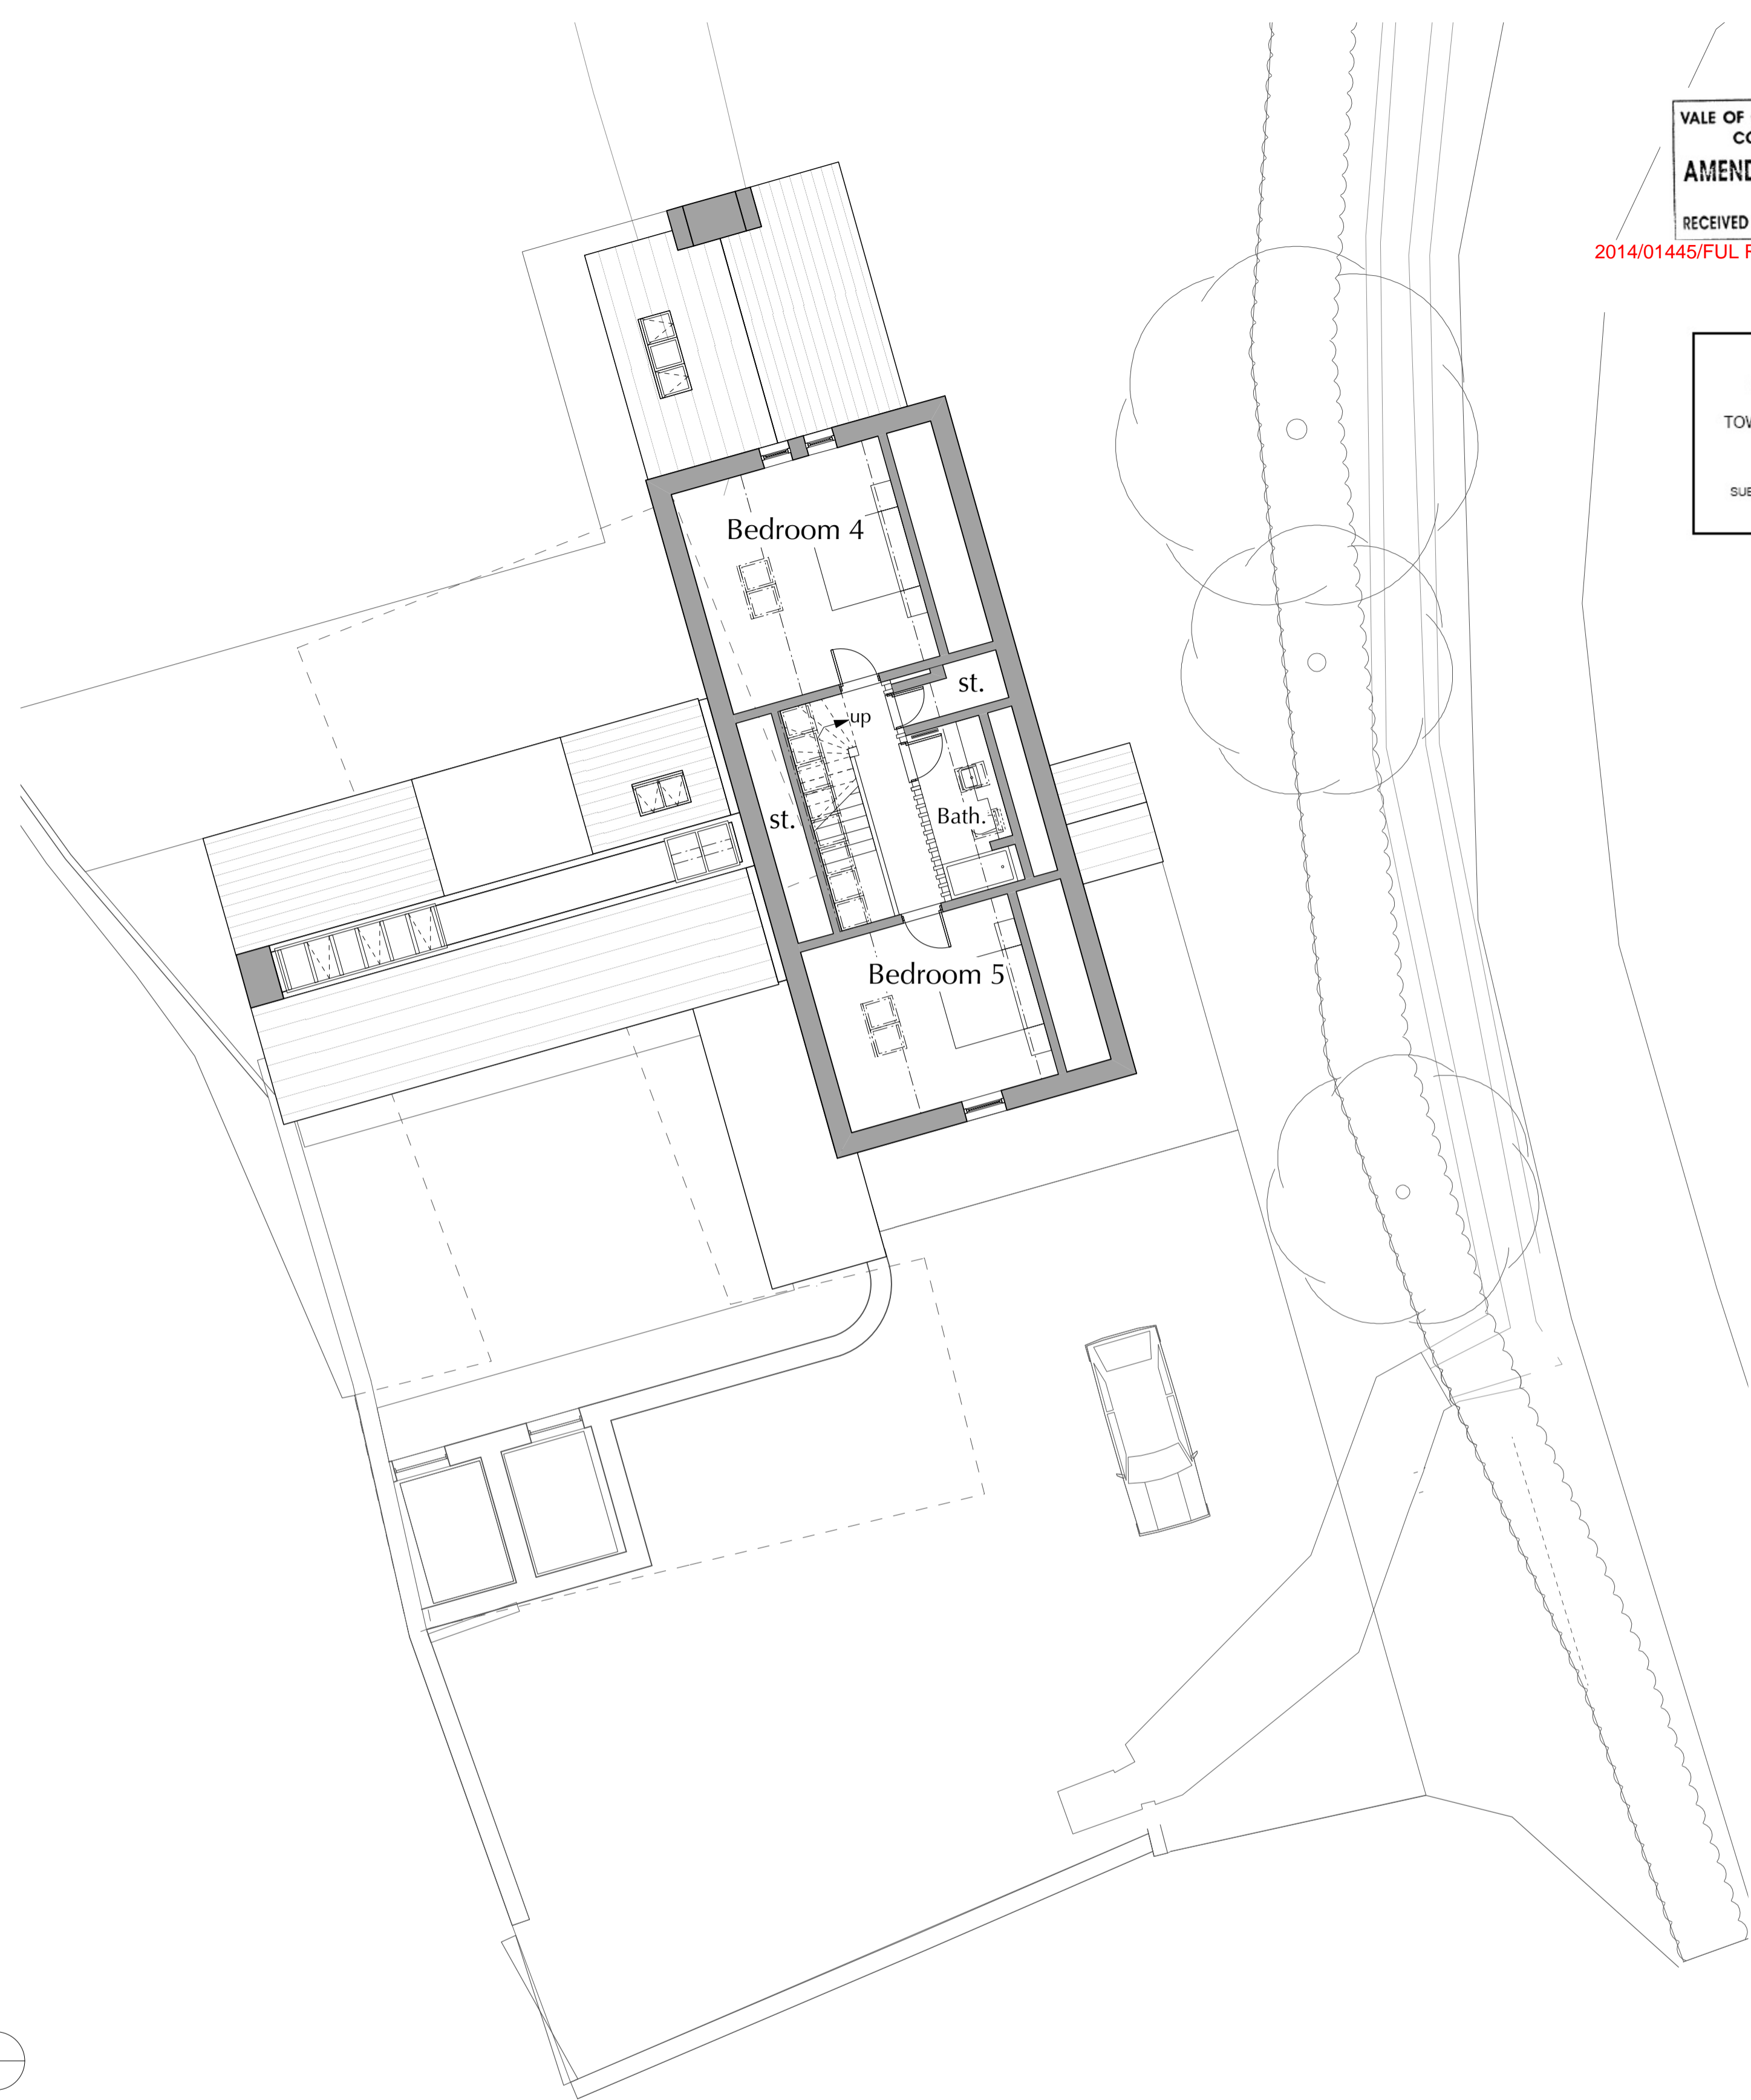 VALE OF
AMEND
RECEIVED
2014/01445/FUL
Bedroom 4
st.
up
st.
Bath.
Bedroom 5